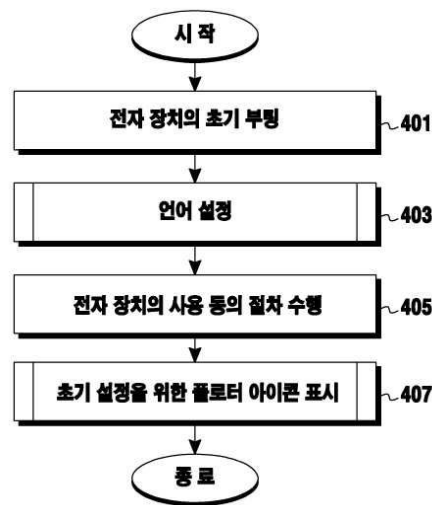 시 작
전자 장치의 초기 부팅
401
언어 설정
403
전자 장치의 사용 동의 절차 수행
405
초기 설정을 위한 플로터 아이콘 표시
407
종 료